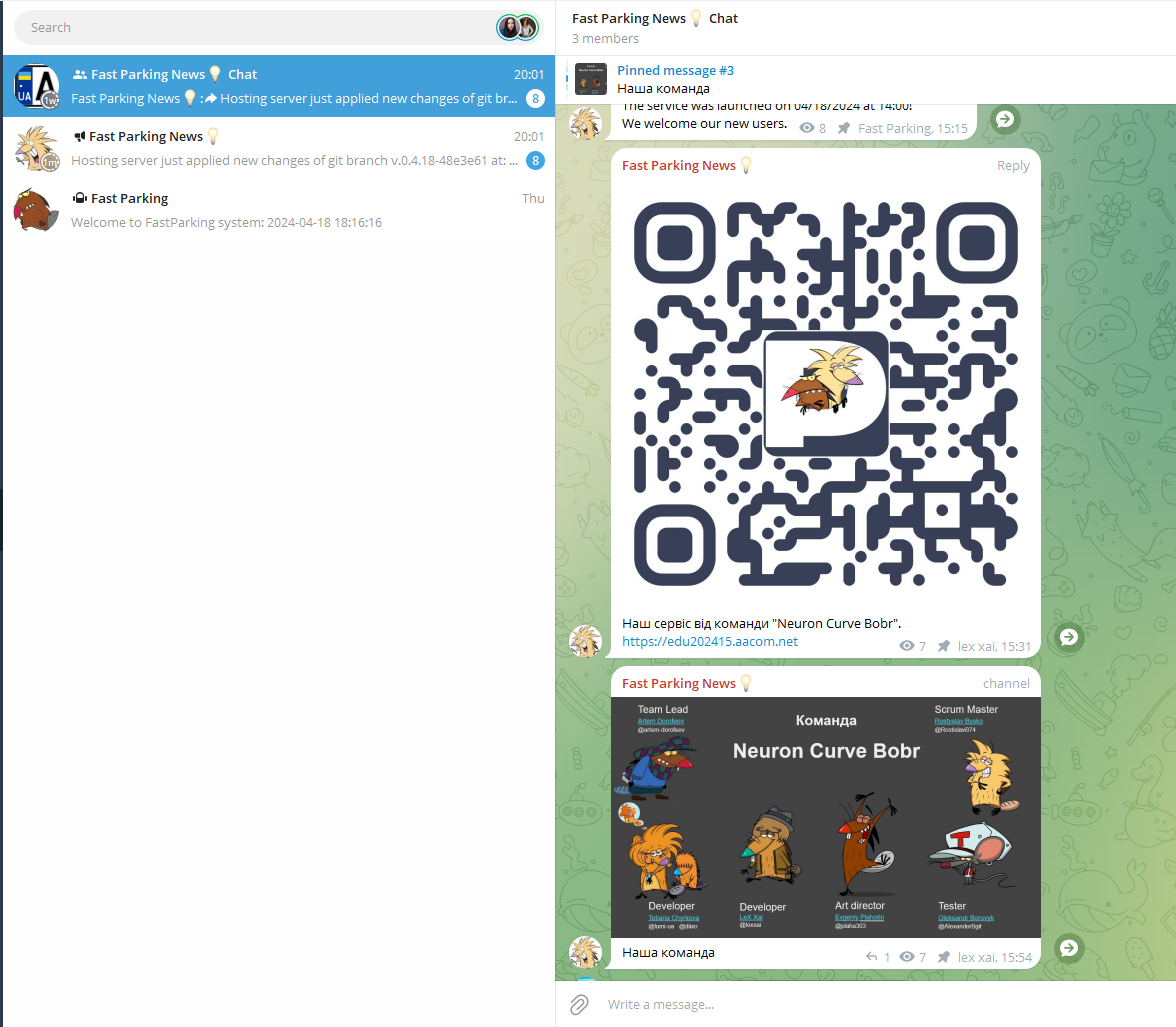 Search
Fast Parking News 💡 Chat
20:01
Fast Parking News 💡: Hosting server just applied new changes of git br...
8
UA
A
1w
Fast Parking News 💡
20:01
Hosting server just applied new changes of git branch v.0.4.18-48e3e61 at: ...
8
1m
Fast Parking
Thu
Welcome to FastParking system: 2024-04-18 18:16:16
Fast Parking News 💡 Chat
3 members
Pinned message #3
Наша команда
The service was launched on 04/18/2024 at 14:00!
We welcome our new users.
8
Fast Parking, 15:15
Fast Parking News 💡
Reply
Наш сервіс від команди "Neuron Curve Bobr".
https://edu202415.aacom.net
7
lex xai, 15:31
Fast Parking News 💡
channel
Team Lead
Artem Dorofeev
@artem-dorofeev
Команда
Neuron Curve Bobr
Scrum Master
Rostyslav Bysko
@RostislavB74
T
Developer
Tetiana Chyrkova
@lumi-ua @dlixo
Developer
LeX Xai
@lexxai
Art director
Evgeniy Plahotin
@plaha303
Tester
Oleksandr Borovyk
@AlexanderBgit
Наша команда
1
7
lex xai, 15:54
Write a message...